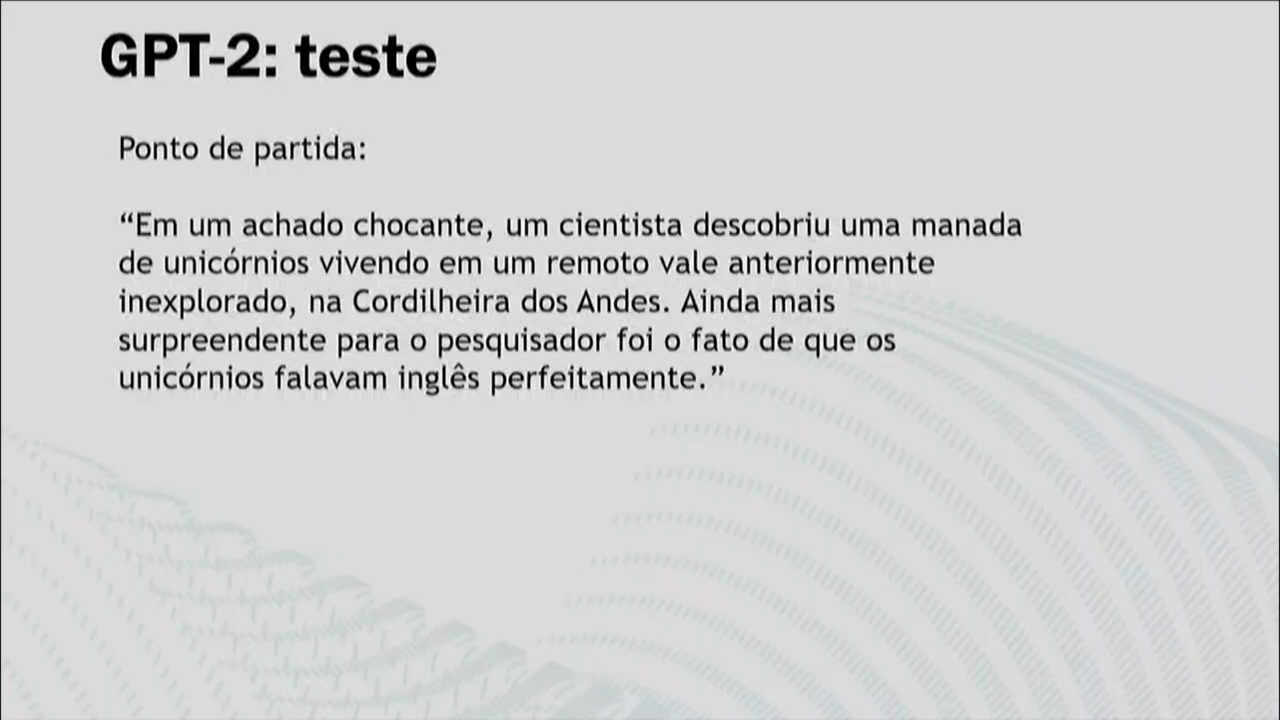 GPT-2: teste
Ponto de partida:
“Em um achado chocante, um cientista descobriu uma manada
de unicórnios vivendo em um remoto vale anteriormente
inexplorado, na Cordilheira dos Andes. Ainda mais
surpreendente para o pesquisador foi o fato de que os
unicórnios falavam inglês perfeitamente.”